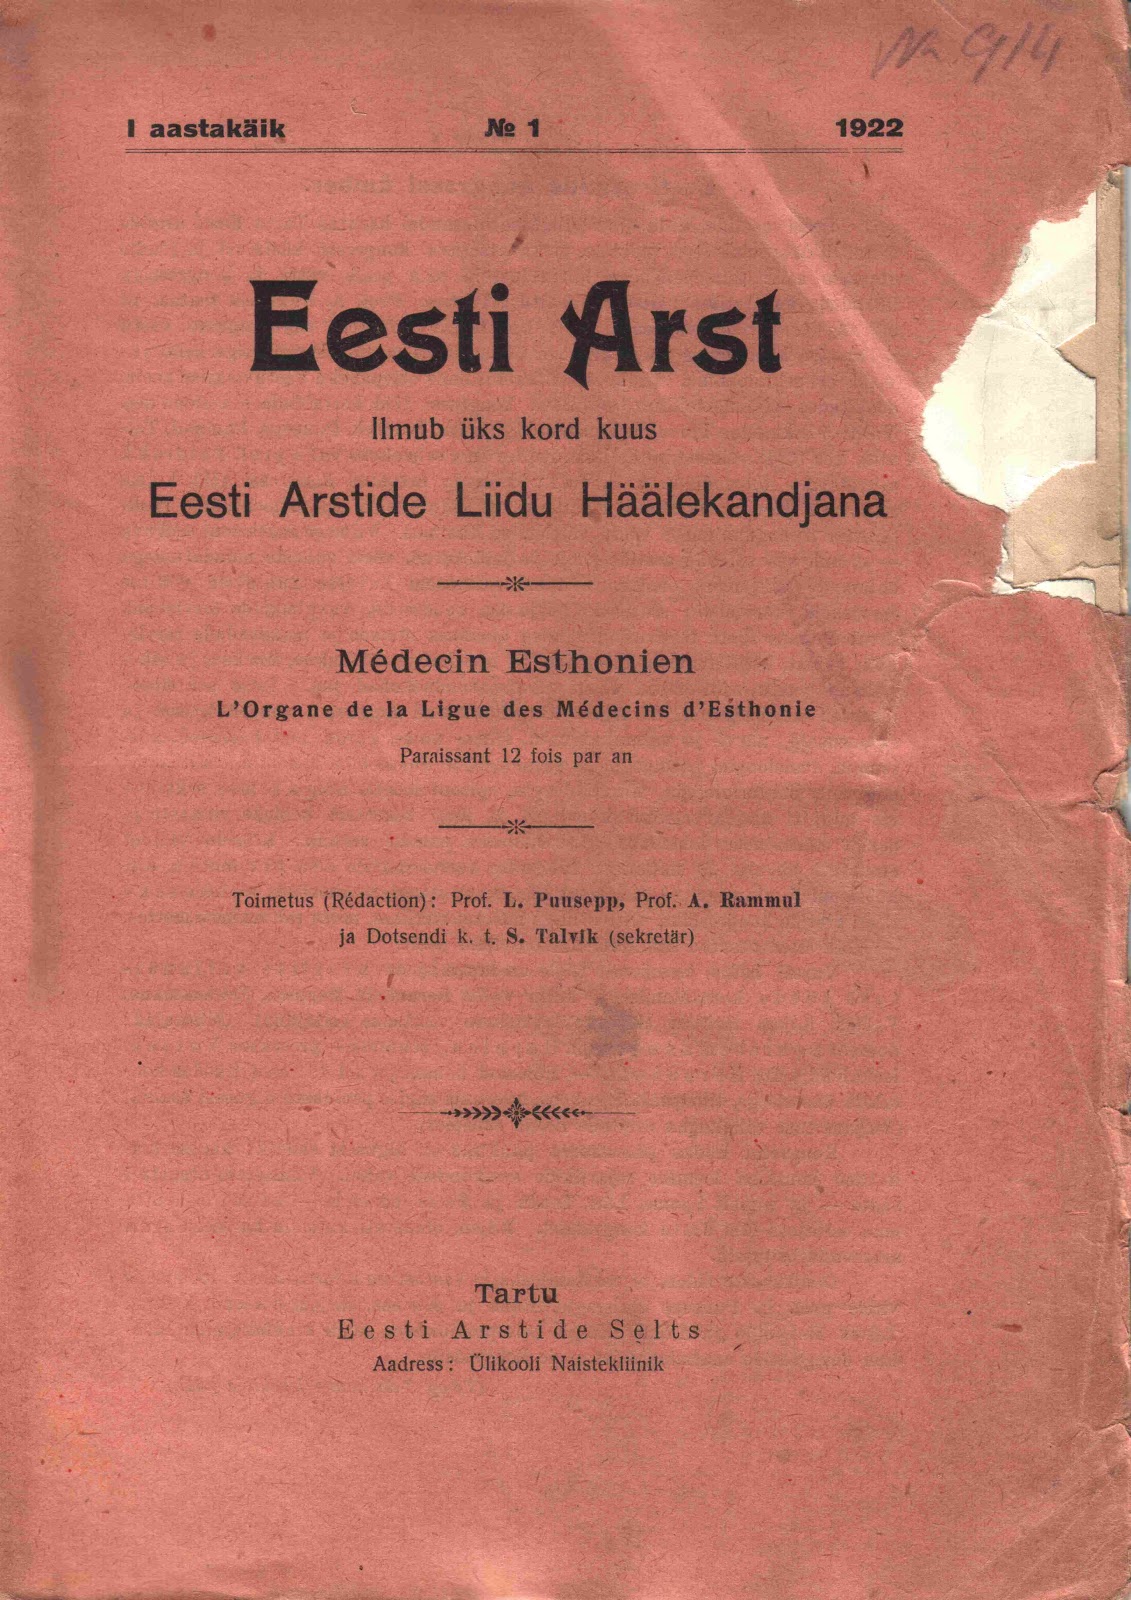 I aastakäik № 1 1922
Eesti Arst
Ilmub üks kord kuus
Eesti Arstide Liidu Häälekandjana
Médecin Esthonien
L'Organe de la Ligue des Médecins d'Esthonie
Paraissant 12 fois par an
Toimetus (Rédaction): Prof. L. Puusepp, Prof. A. Rammul
ja Dotsendi k. t. S. Talvik (sekretär)
Tartu
Eesti Arstide Selts
Aadress: Ülikooli Naistekliinik